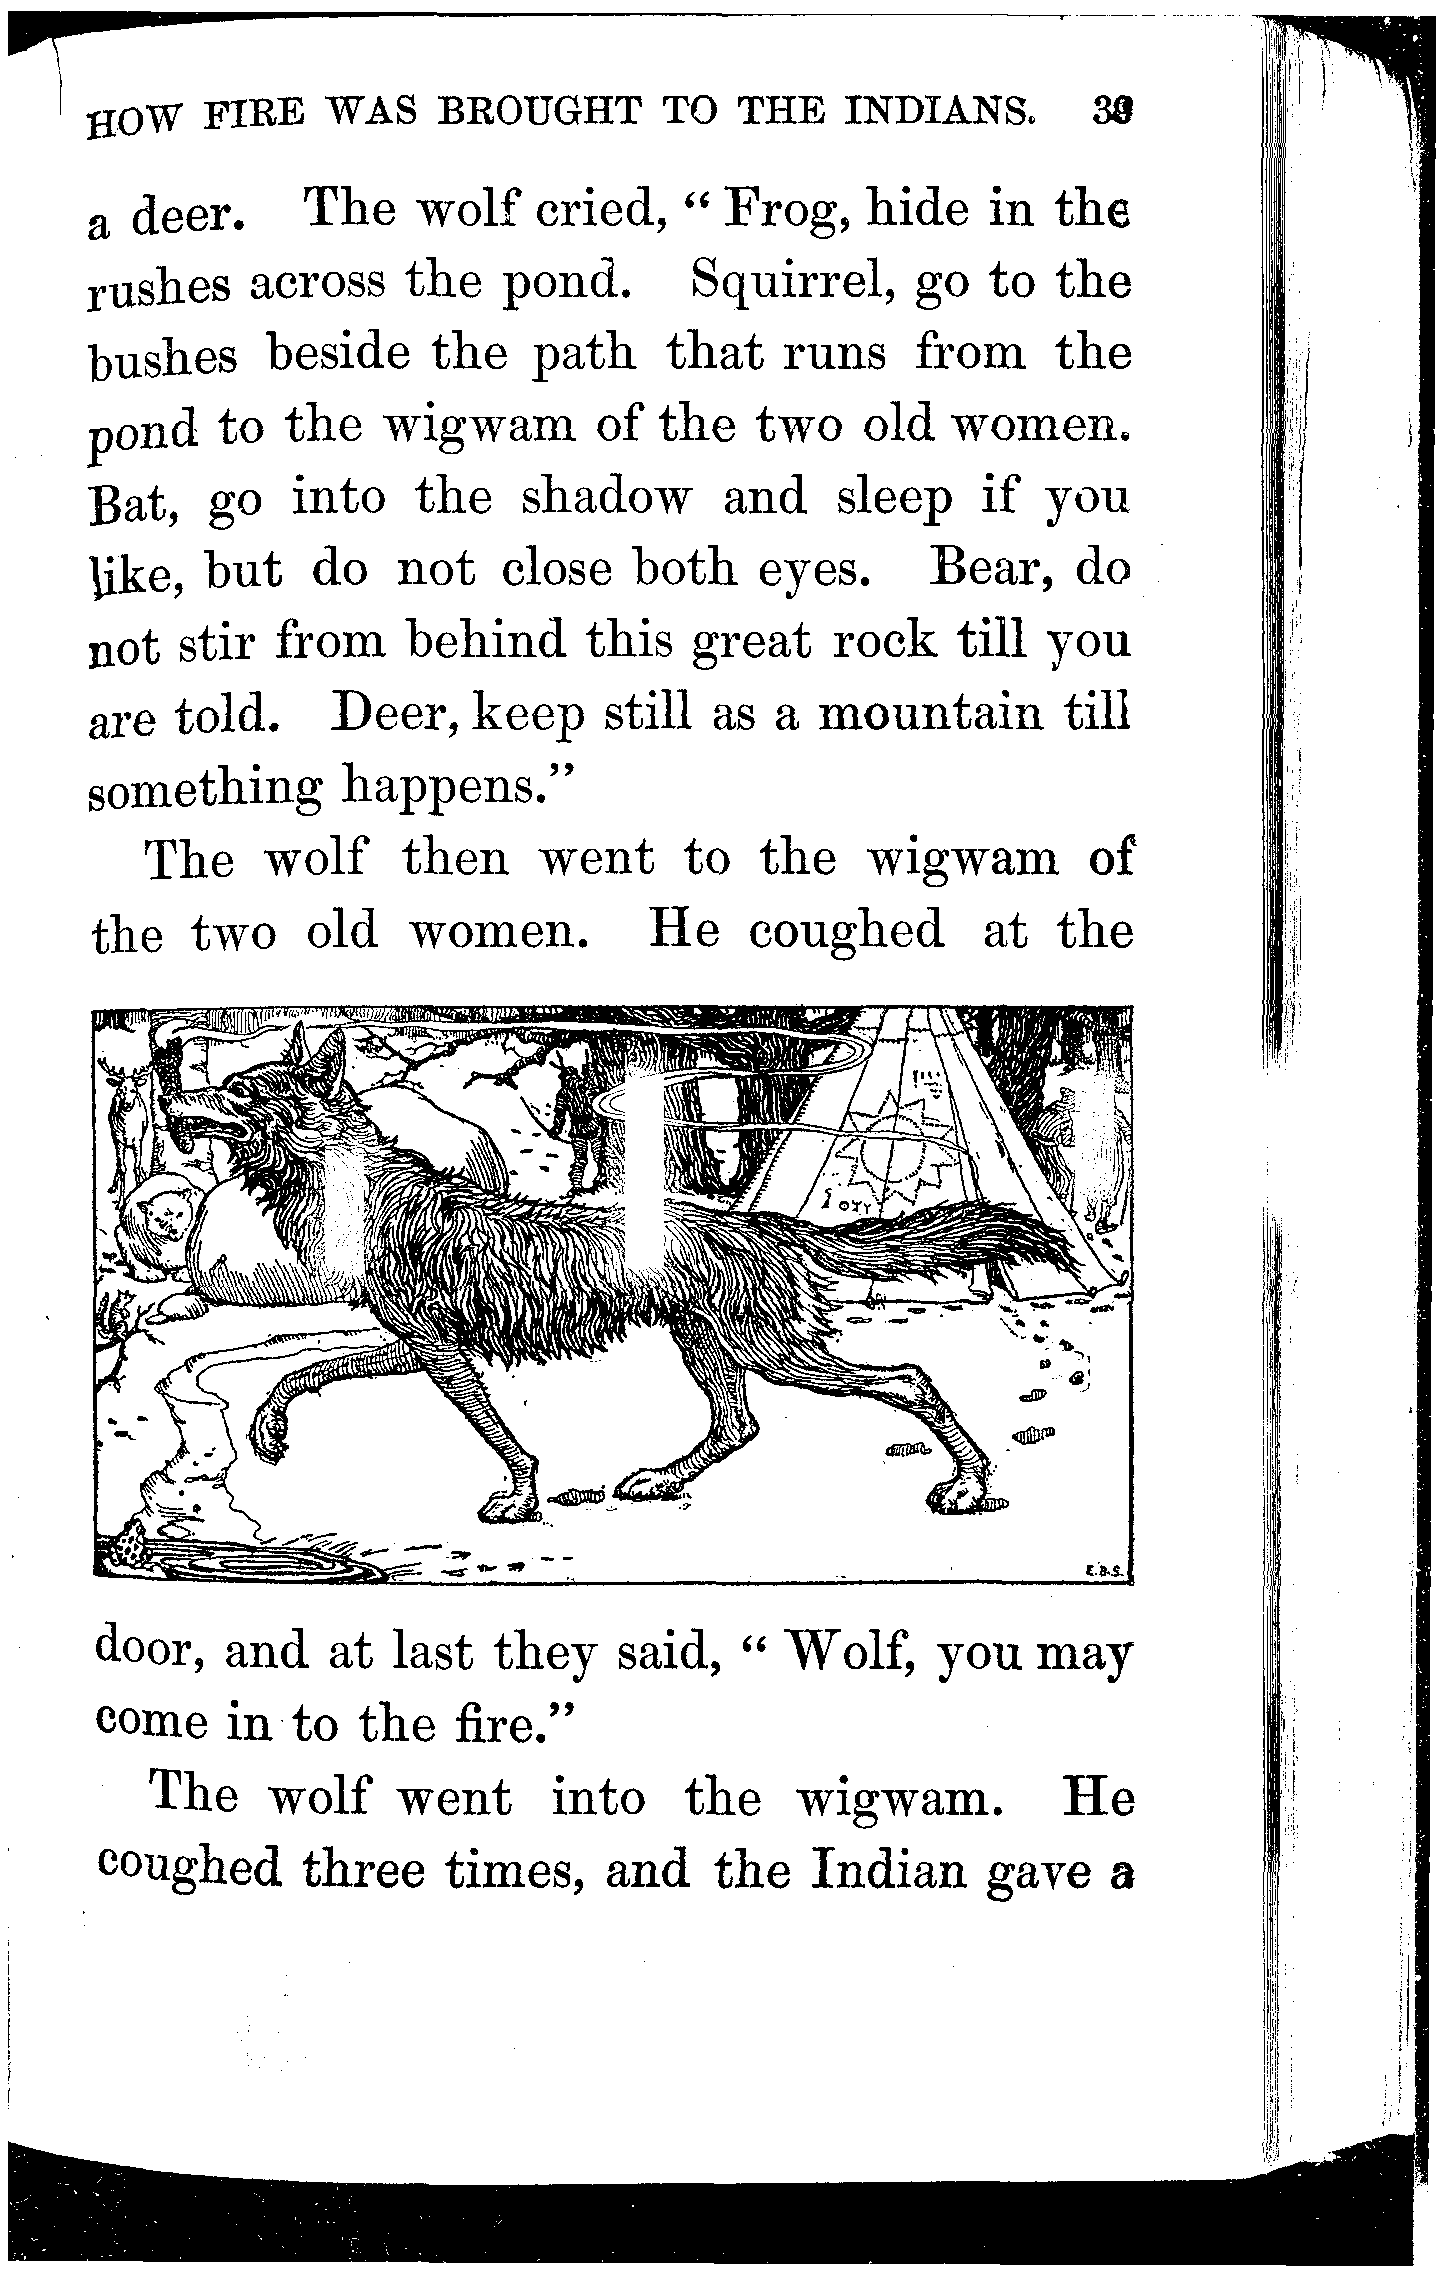 HOW FIRE WAS BROUGHT TO THE INDIANS. 39
a deer. The wolf cried, “ Frog, hide in the
rushes across the pond. Squirrel, go to the
bushes beside the path that runs from the
pond to the wigwam of the two old women.
Bat, go into the shadow and sleep if you
like, but do not close both eyes. Bear, do
not stir from behind this great rock till you
are told. Deer, keep still as a mountain till
something happens.”
The wolf then went to the wigwam of
the two old women. He coughed at the
E.B.S.
door, and at last they said, “ Wolf, you may
come in to the fire.”
The wolf went into the wigwam. He
coughed three times, and the Indian gave a